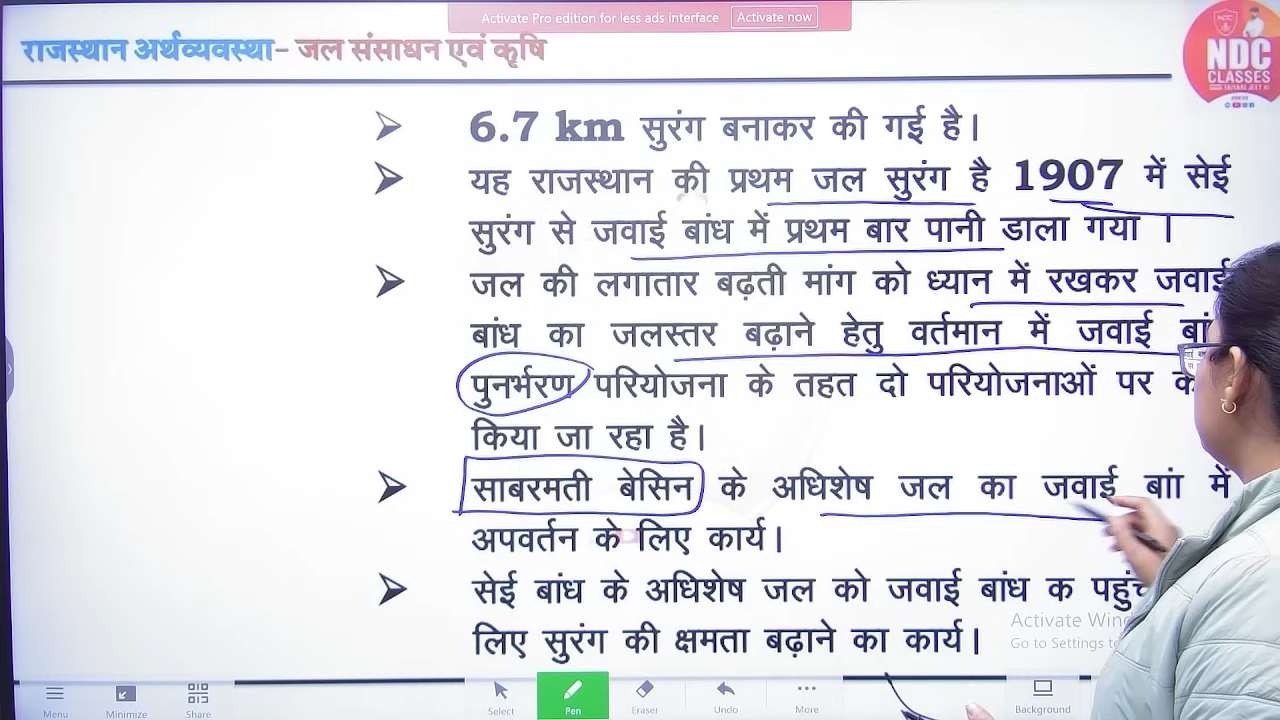 Activate Pro edition for less ads interface Activate now
राजस्थान अर्थव्यवस्था– जल संसाधन एवं कृषि
NDC
CLASSES
6.7 km सुरंग बनाकर की गई है।
यह राजस्थान की प्रथम जल सुरंग है 1907 में सेई
सुरंग से जवाई बांध में प्रथम बार पानी डाला गया ।
जल की लगातार बढ़ती मांग को ध्यान में रखकर जवाई
बांध का जलस्तर बढ़ाने हेतु वर्तमान में जवाई
पुनर्भरण परियोजना के तहत दो परियोजनाओं पर
किया जा रहा है।
साबरमती बेसिन के अधिशेष जल का जवाई बां में
अपवर्तन के लिए कार्य।
सेई बांध के अधिशेष जल को जवाई बांध क
लिए सुरंग की क्षमता बढ़ाने का कार्य।
Activate
Go to Settings
Menu Minimize Share Select Pen Eraser Undo More Background